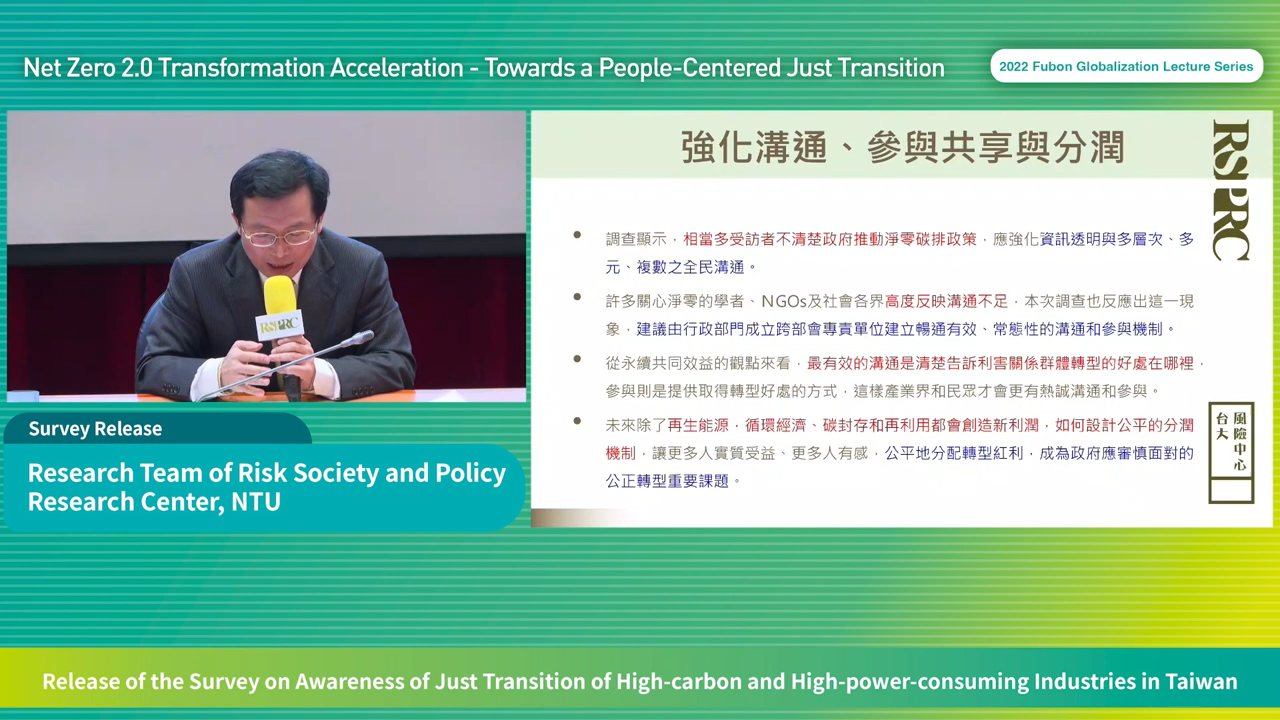 Net Zero 2.0 Transformation Acceleration - Towards a People-Centered Just Transition
2022 Fubon Globalization Lecture Series
RSPRC
Survey Release
Research Team of Risk Society and Policy
Research Center, NTU
強化溝通、參與共享與分潤
RSPRC
• 調查顯示，相當多受訪者不清楚政府推動淨零碳排政策，應強化資訊透明與多層次、多
元、複數之全民溝通。
• 許多關心淨零的學者、NGOs及社會各界高度反映溝通不足，本次調查也反應出這一現
象，建議由行政部門成立跨部會專責單位建立暢通有效、常態性的溝通和參與機制。
• 從永續共同效益的觀點來看，最有效的溝通是清楚告訴利害關係群體轉型的好處在哪裡，
參與則是提供取得轉型好處的方式，這樣產業界和民眾才會更有熱誠溝通和參與。
• 未來除了再生能源，循環經濟、碳封存和再利用都會創造新利潤，如何設計公平的分潤
機制，讓更多人實質受益、更多人有感，公平地分配轉型紅利，成為政府應審慎面對的
公正轉型重要課題。
風險中心
台大
Release of the Survey on Awareness of Just Transition of High-carbon and High-power-consuming Industries in Taiwan